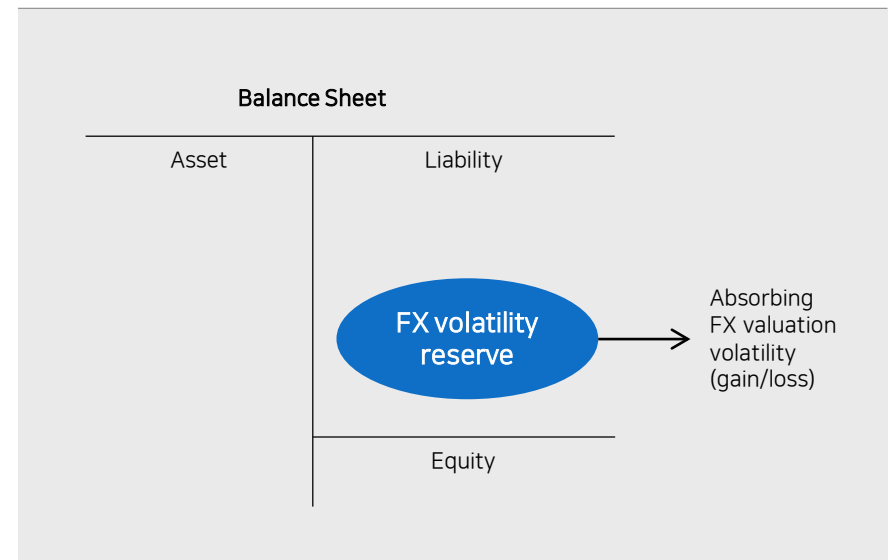 Balance Sheet
Asset
Liability
FX volatility
reserve
Absorbing
FX valuation
volatility
(gain/loss)
Equity